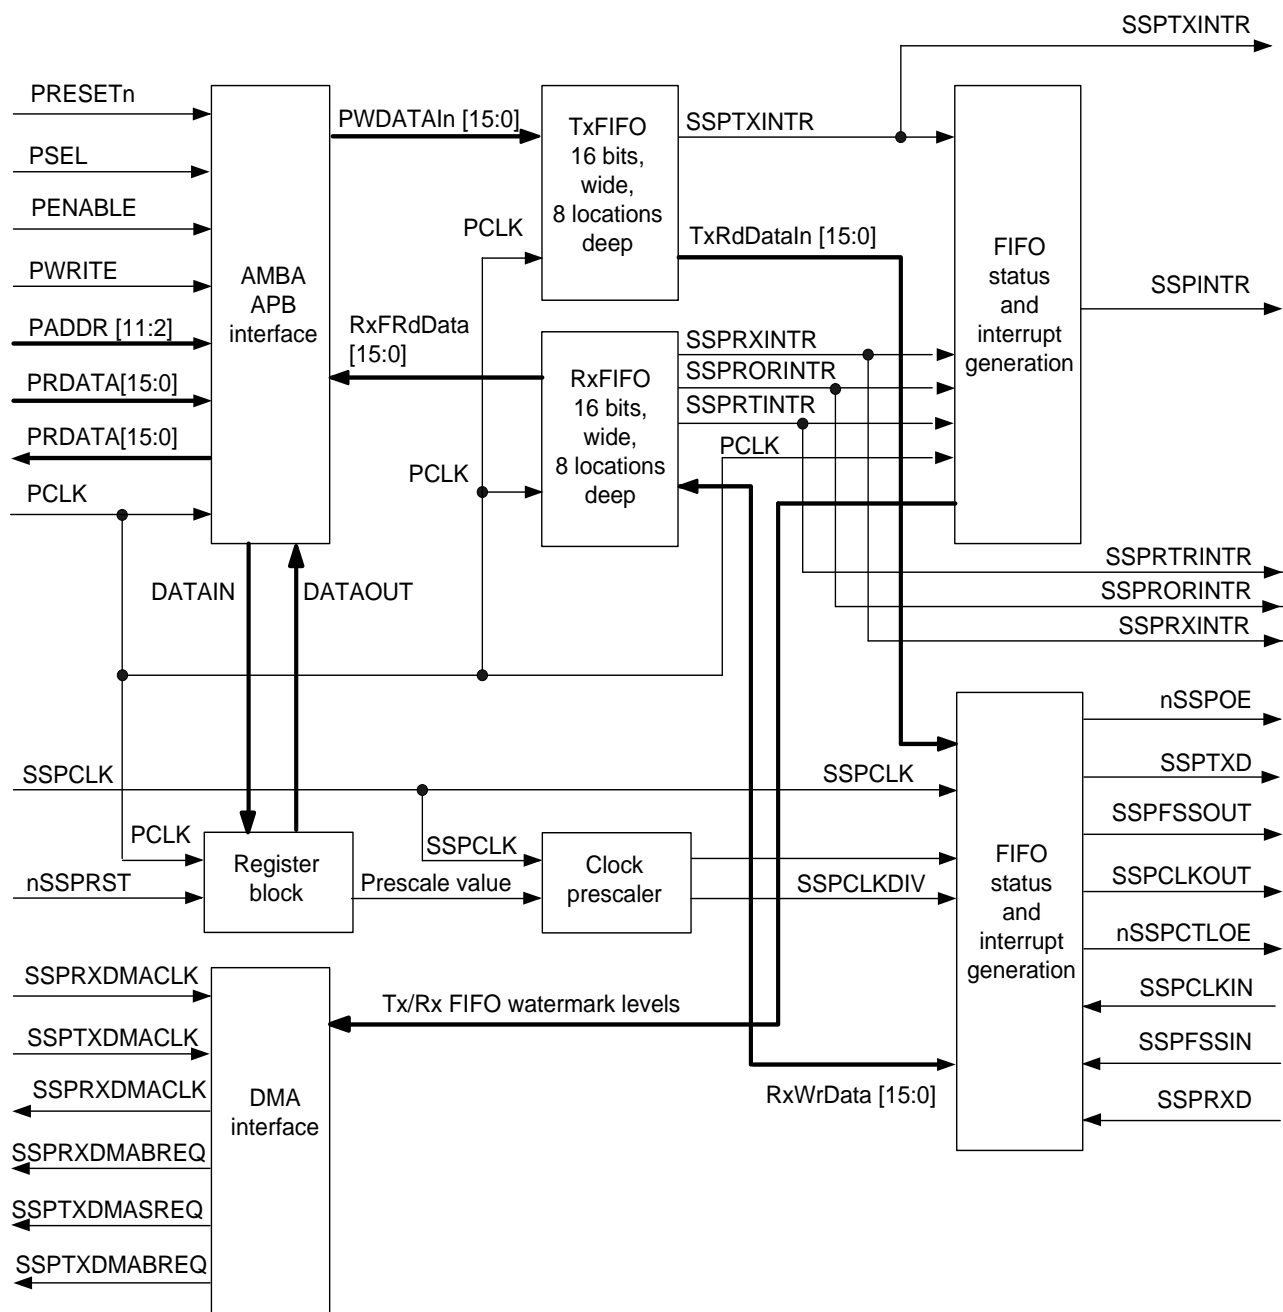 SSPTXINTR
PRESETn
PWDATAIn [15:0]
TxFIFO
16 bits,
wide,
8 locations
deep
SSPTXINTR
PSEL
PENABLE
PCLK
TxRdDataIn [15:0]
FIFO
status
and
interrupt
generation
SSPINTR
PWRITE
AMBA
APB
interface
PADDR [11:2]
RxFRdData
[15:0]
SSPRXINTR
SSPRORINTR
SSPRTINTR
RxFIFO
16 bits,
wide,
8 locations
deep
PRDATA[15:0]
PRDATA[15:0]
PCLK
PCLK
PCLK
SSPRTRINTR
SSPRORINTR
SSPRXINTR
DATAIN
DATAOUT
nSSPOE
SSPCLK
SSPCLK
SSPTXD
SSPFSSOUT
PCLK
SSPCLK
Register
block
Clock
prescaler
FIFO
status
and
interrupt
generation
nSSPRST
Prescale value
SSPCLKDIV
SSPCLKOUT
nSSPCTLOE
SSPRXDMACLK
Tx/Rx FIFO watermark levels
SSPCLKIN
SSPTXDMACLK
SSPFSSIN
SSPRXDMACLK
DMA
interface
RxWrData [15:0]
SSPRXD
SSPRXDMABREQ
SSPTXDMASREQ
SSPTXDMABREQ